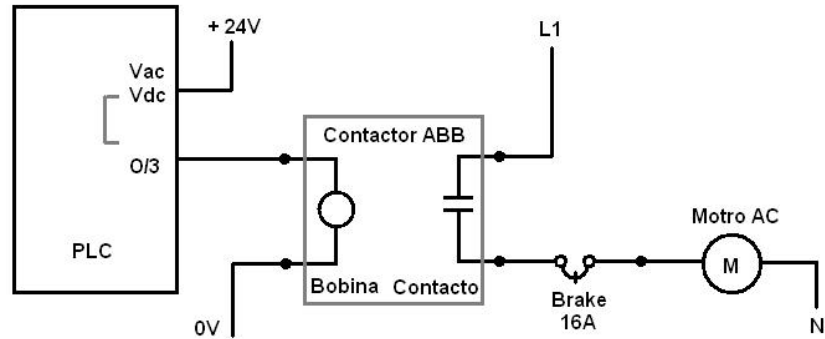 + 24V
L1
Vac
Vdc
Contactor ABB
O/3
Motro AC
PLC
M
Bobina
Contacto
Brake
16A
0V
N